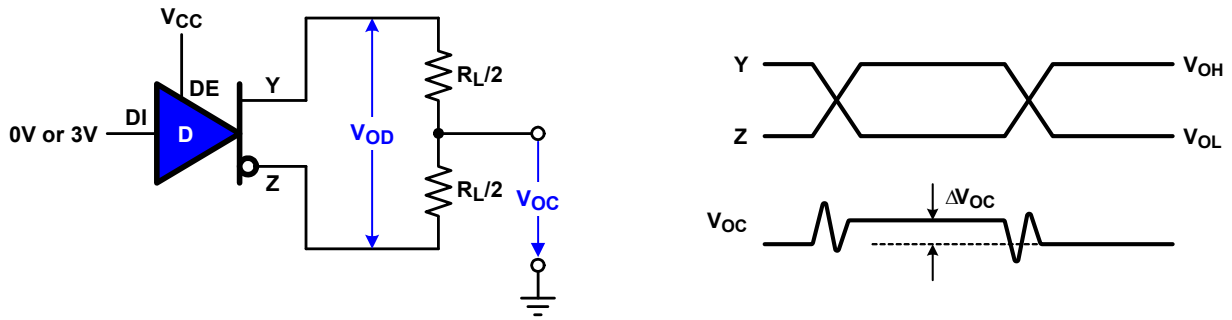 VCC
DE
Y
DI
0V or 3V
D
Z
VOD
RL/2
RL/2
VOC
Y
VOH
Z
VOL
ΔVOC
VOC